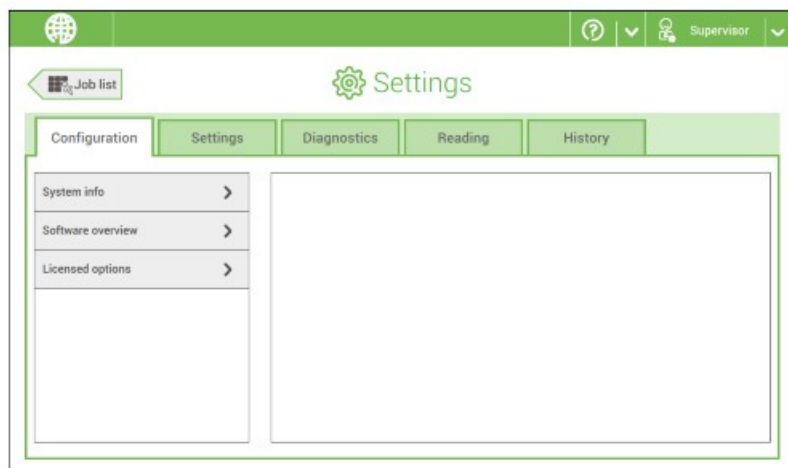 Supervisor
Job list
Settings
Configuration Settings Diagnostics Reading History
System info
Software overview
Licensed options